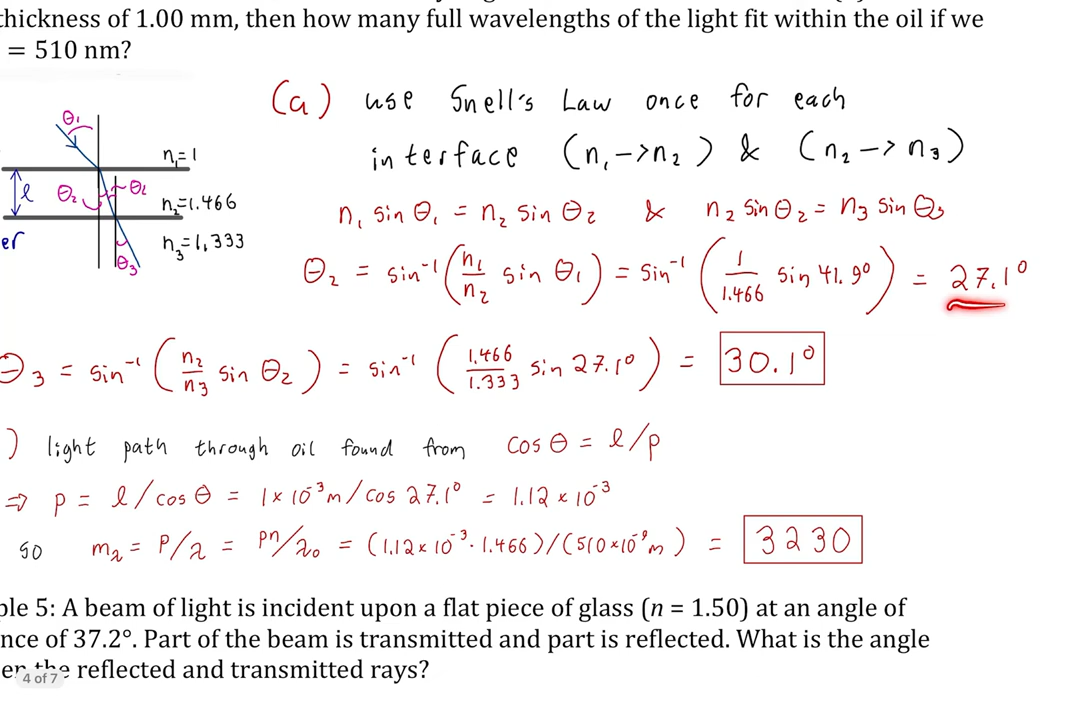 thickness of 1.00 mm, then how many full wavelengths of the light fit within the oil if we
= 510 nm?
(a) use Snell's Law once for each
interface (n₁->n₂) & (n₂->n₃)
θ₁
n₁=1
l θ₂ θ₂ n₂=1.466
er n₃=1.333
θ₃
n₁ sin θ₁ = n₂ sin θ₂ & n₂ sin θ₂ = n₃ sin θ₃
θ₂ = sin⁻¹(n₁/n₂ sin θ₁) = sin⁻¹(1/1.466 sin 41.9°) = 27.1°
θ₃ = sin⁻¹(n₂/n₃ sin θ₂) = sin⁻¹(1.466/1.333 sin 27.1°) = 30.1°
) light path through oil found from cos θ = l/p
⇒ p = l/cos θ = 1×10⁻³m/cos 27.1° = 1.12×10⁻³
so m₂ = P/λ = pn/λ₀ = (1.12×10⁻³·1.466)/(510×10⁻⁹m) = 3230
ple 5: A beam of light is incident upon a flat piece of glass (n = 1.50) at an angle of
nce of 37.2°. Part of the beam is transmitted and part is reflected. What is the angle
en the reflected and transmitted rays?
4 of 7